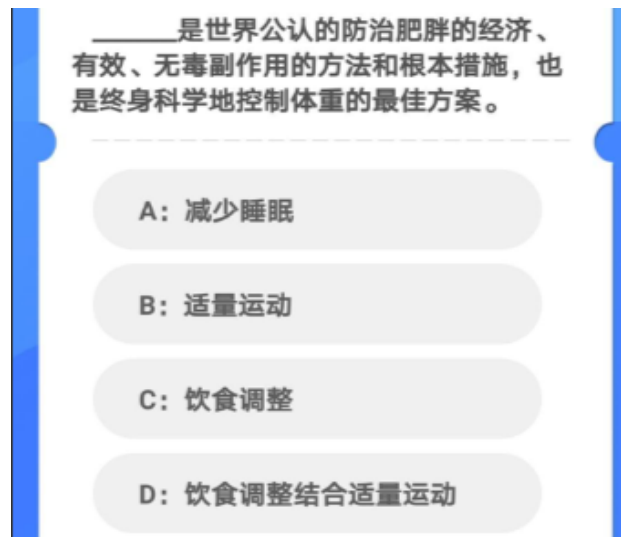 ______是世界公认的防治肥胖的经济、
有效、无毒副作用的方法和根本措施，也
是终身科学地控制体重的最佳方案。
A：减少睡眠
B：适量运动
C：饮食调整
D：饮食调整结合适量运动